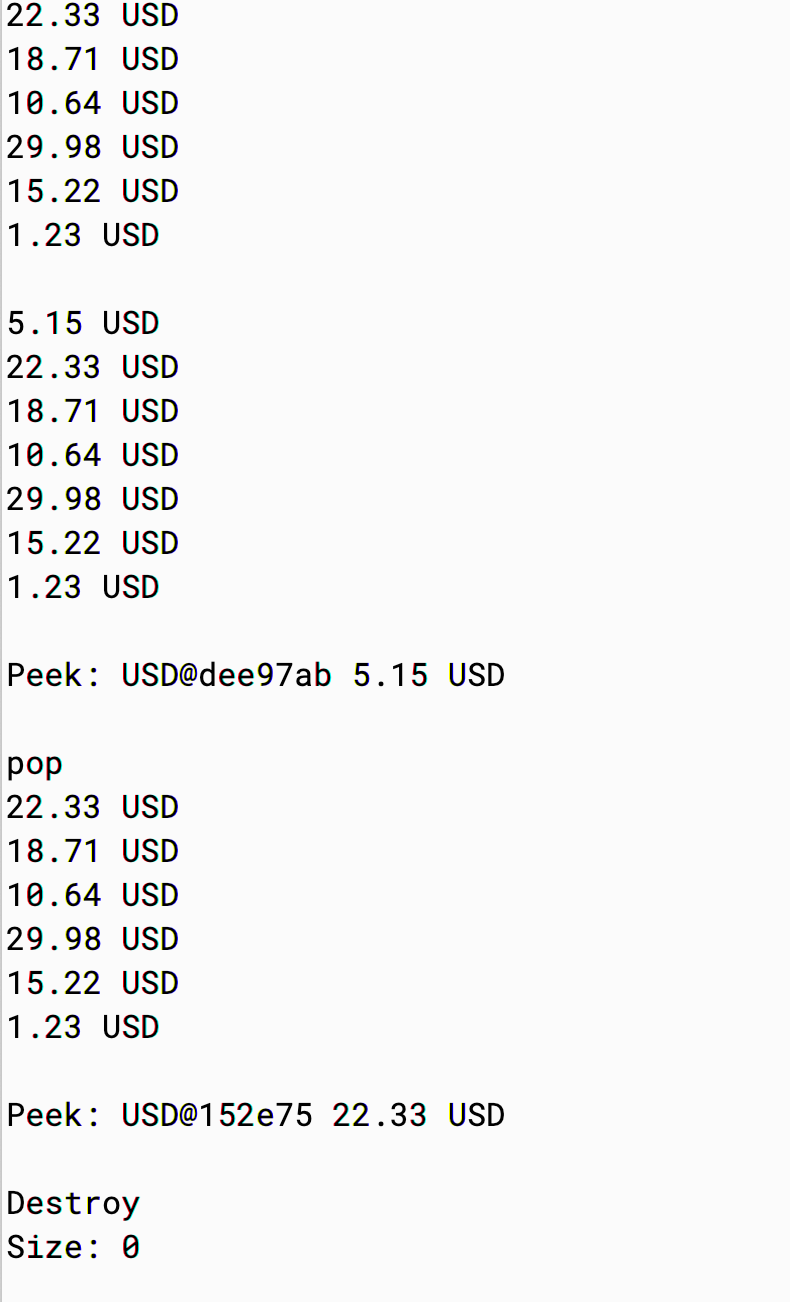 22.33 USD
18.71 USD
10.64 USD
29.98 USD
15.22 USD
1.23 USD
5.15 USD
22.33 USD
18.71 USD
10.64 USD
29.98 USD
15.22 USD
1.23 USD
Peek: USD@dee97ab 5.15 USD
pop
22.33 USD
18.71 USD
10.64 USD
29.98 USD
15.22 USD
1.23 USD
Peek: USD@152e75 22.33 USD
Destroy
Size: 0